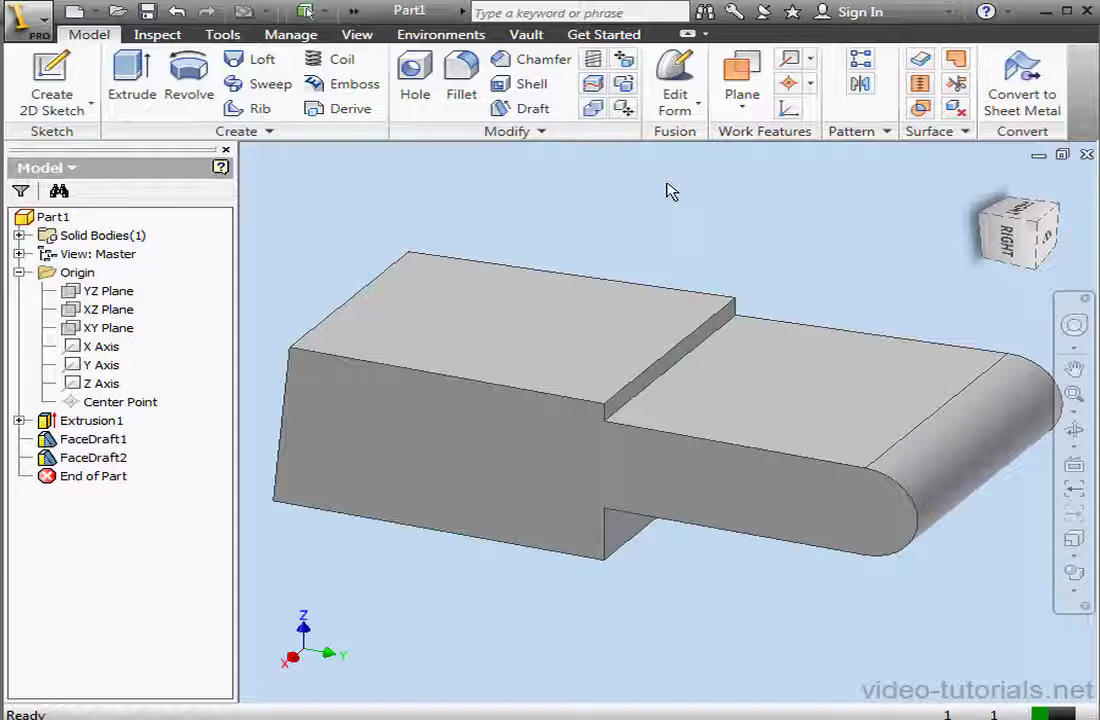 PRO
Part1
Type a keyword or phrase
Sign In
Model Inspect Tools Manage View Environments Vault Get Started
Create 2D Sketch
Extrude
Revolve
Loft
Sweep
Rib
Coil
Emboss
Derive
Hole
Fillet
Chamfer
Shell
Draft
Edit Form
Plane
Convert to Sheet Metal
Sketch Create Modify Fusion Work Features Pattern Surface Convert
Model
Part1
Solid Bodies(1)
View: Master
Origin
YZ Plane
XZ Plane
XY Plane
X Axis
Y Axis
Z Axis
Center Point
Extrusion1
FaceDraft1
FaceDraft2
End of Part
RIGHT
Z
Y
X
video-tutorials.net
Ready
1 1